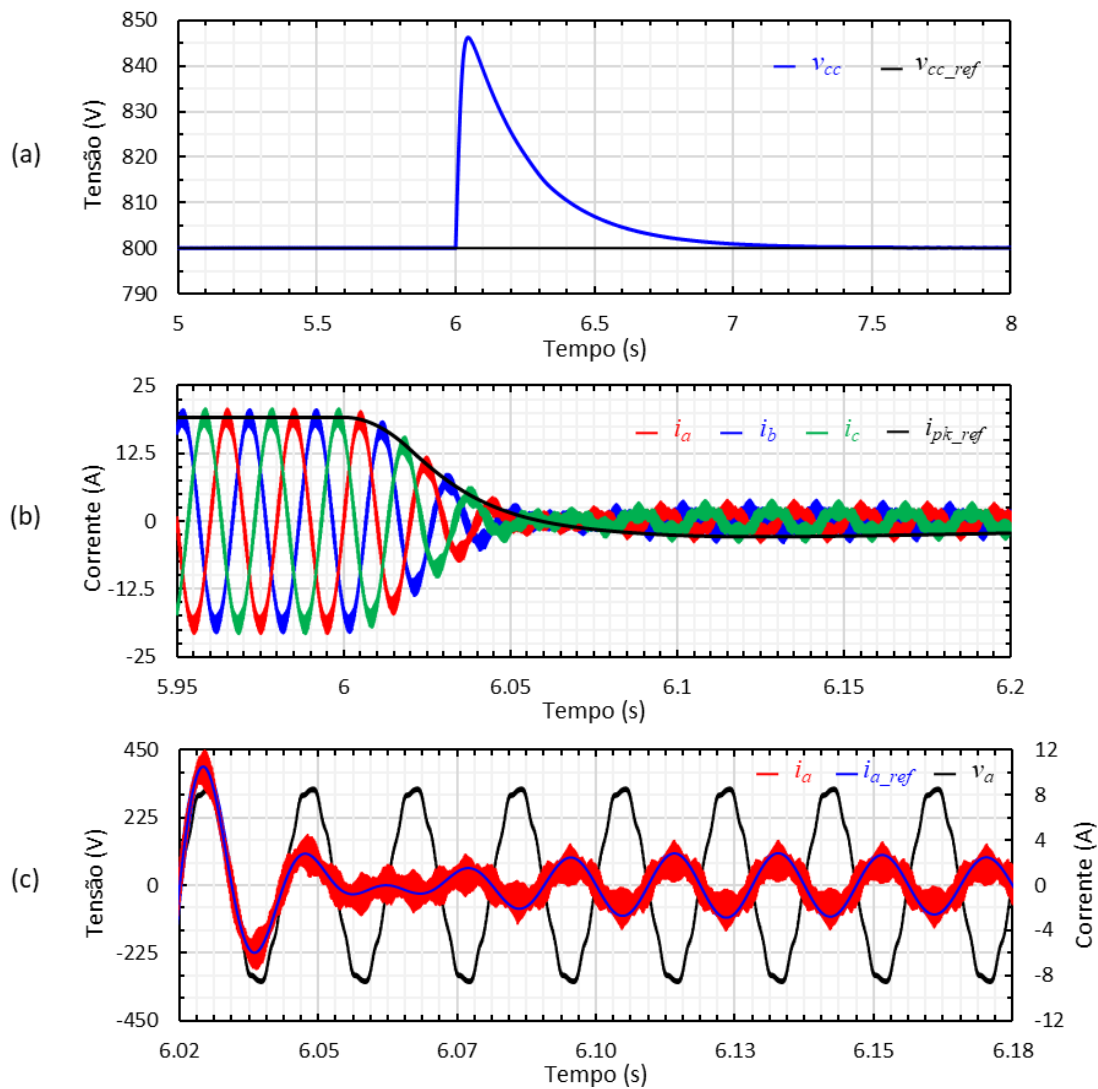 850
840
830
820
810
800
790
Tensão (V)
(a)
v_cc v_cc_ref
5 5.5 6 6.5 7 7.5 8
Tempo (s)
25
12.5
0
-12.5
-25
Corrente (A)
(b)
i_a i_b i_c i_pk_ref
5.95 6 6.05 6.1 6.15 6.2
Tempo (s)
450
225
0
-225
-450
Tensão (V)
(c)
i_a i_a_ref v_a
12
8
4
0
-4
-8
-12
Corrente (A)
6.02 6.05 6.07 6.10 6.13 6.15 6.18
Tempo (s)